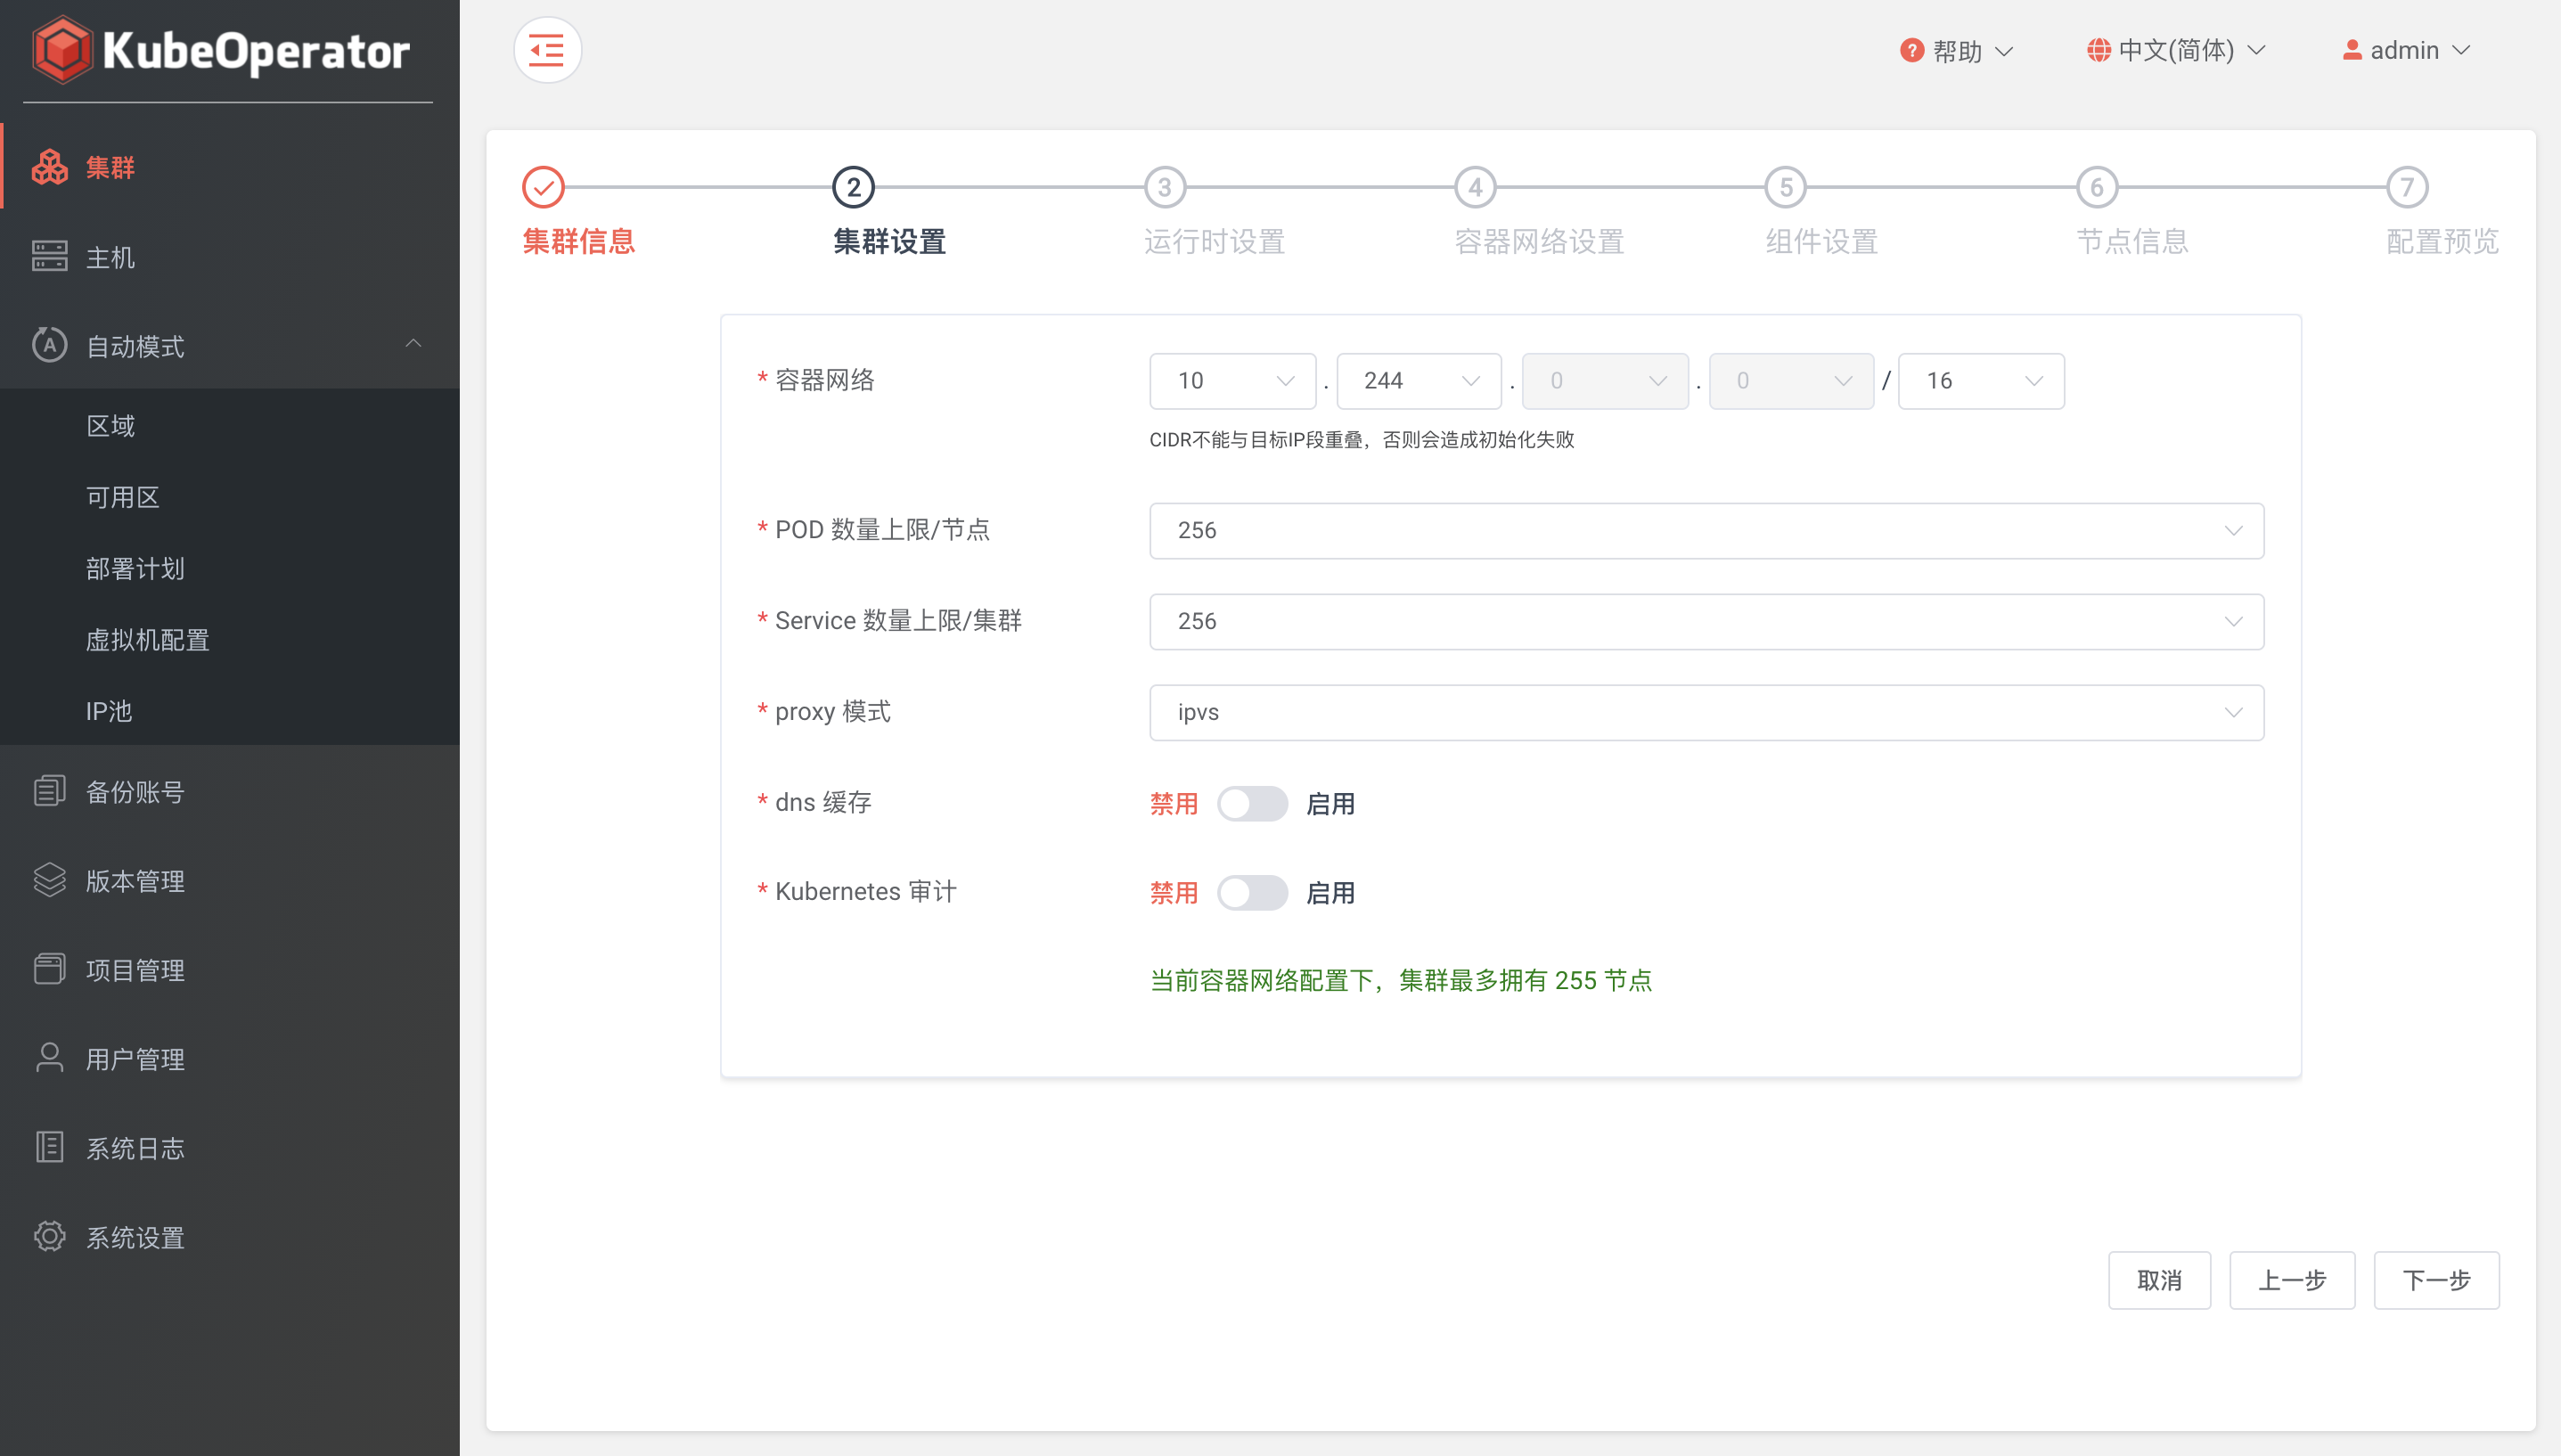 KubeOperator
集群
主机
自动模式
区域
可用区
部署计划
虚拟机配置
IP池
备份账号
版本管理
项目管理
用户管理
系统日志
系统设置
帮助
中文(简体)
admin
2 3 4 5 6 7
集群信息 集群设置 运行时设置 容器网络设置 组件设置 节点信息 配置预览
* 容器网络 10 . 244 . 0 . 0 / 16
CIDR不能与目标IP段重叠，否则会造成初始化失败
* POD 数量上限/节点 256
* Service 数量上限/集群 256
* proxy 模式 ipvs
* dns 缓存 禁用 启用
* Kubernetes 审计 禁用 启用
当前容器网络配置下，集群最多拥有 255 节点
取消 上一步 下一步